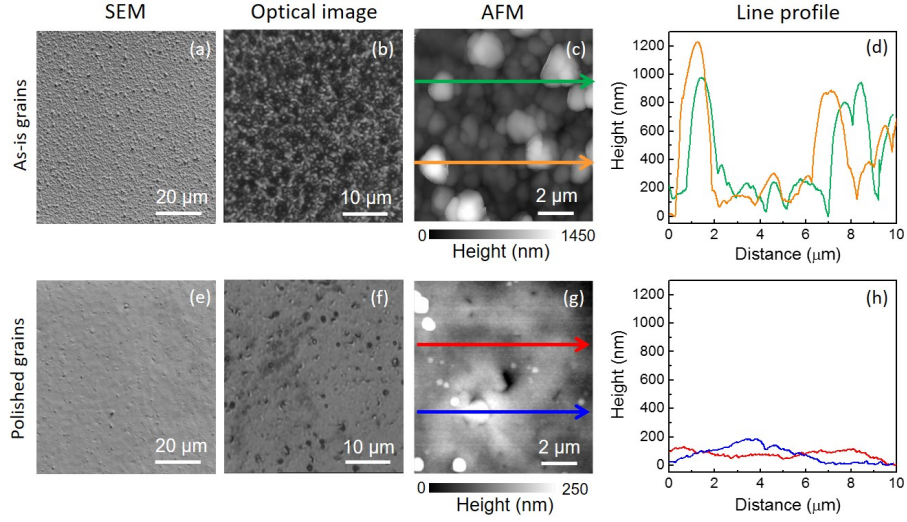 SEM
Optical image
AFM
Line profile
As-is grains
(a)
20 μm
(b)
10 μm
(c)
2 μm
0
1450
Height (nm)
(d)
Height (nm)
1200
1000
800
600
400
200
0
0 2 4 6 8 10
Distance (μm)
Polished grains
(e)
20 μm
(f)
10 μm
(g)
2 μm
0
250
Height (nm)
(h)
Height (nm)
1200
1000
800
600
400
200
0
0 2 4 6 8 10
Distance (μm)